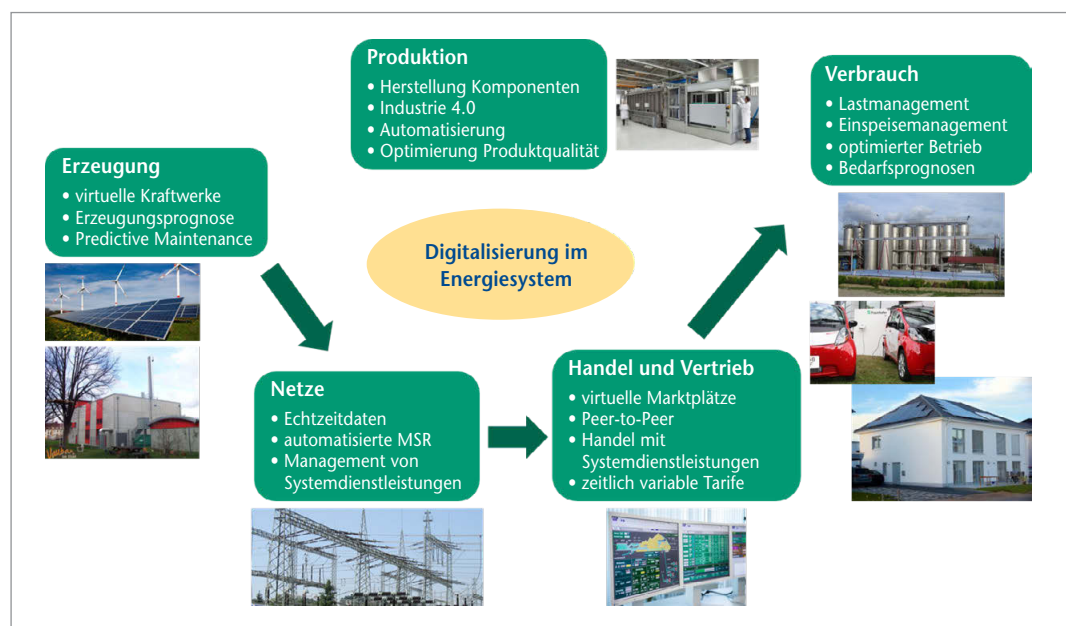 Produktion
• Herstellung Komponenten
• Industrie 4.0
• Automatisierung
• Optimierung Produktqualität
Verbrauch
• Lastmanagement
• Einspeisemanagement
• optimierter Betrieb
• Bedarfsprognosen
Erzeugung
• virtuelle Kraftwerke
• Erzeugungsprognose
• Predictive Maintenance
Digitalisierung im
Energiesystem
Netze
• Echtzeitdaten
• automatisierte MSR
• Management von
Systemdienstleistungen
Handel und Vertrieb
• virtuelle Marktplätze
• Peer-to-Peer
• Handel mit
Systemdienstleistungen
• zeitlich variable Tarife